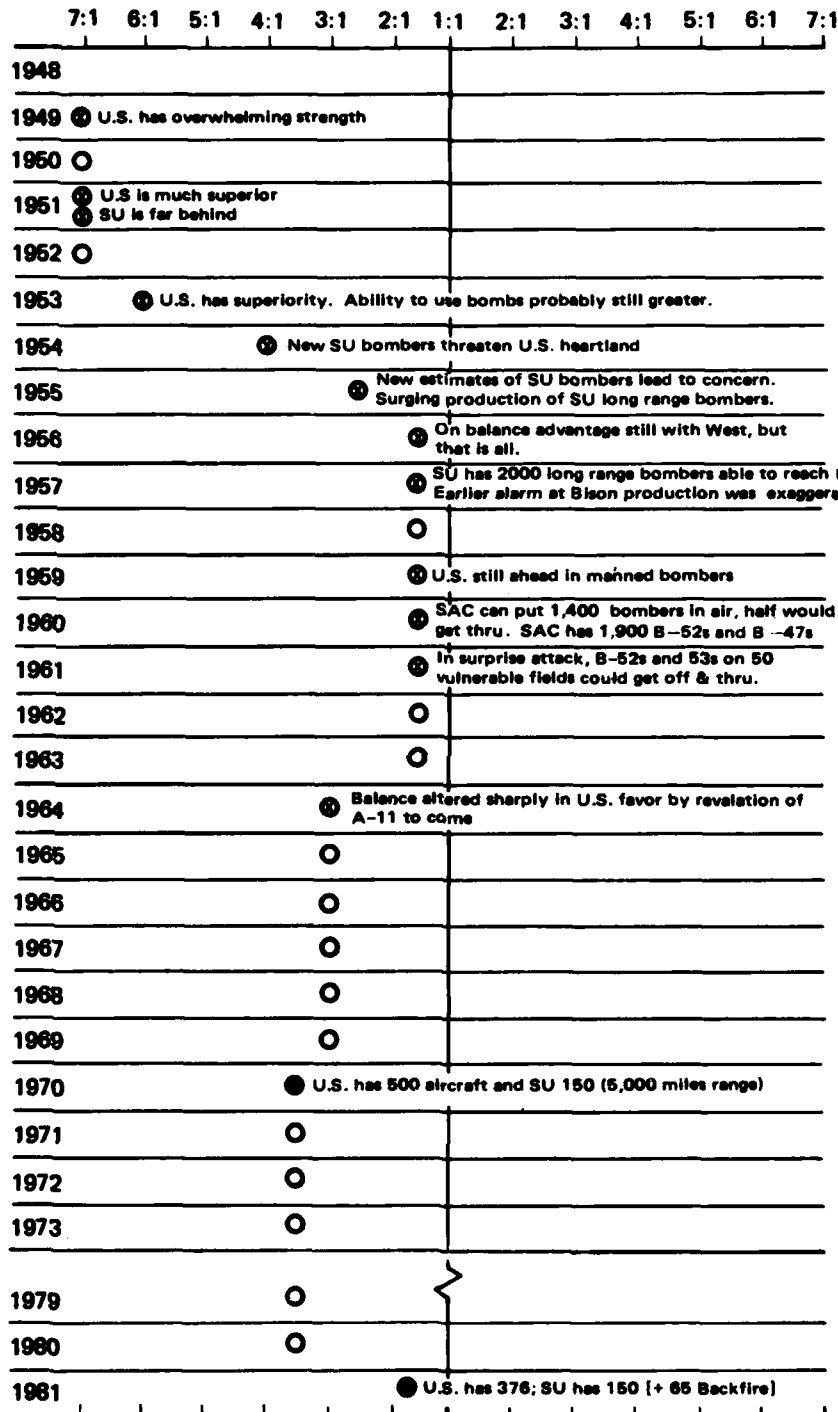 7:1 6:1 5:1 4:1 3:1 2:1 1:1 2:1 3:1 4:1 5:1 6:1 7:1
1948
1949 U.S. has overwhelming strength
1950
1951 U.S is much superior
SU is far behind
1952
1953 U.S. has superiority. Ability to use bombs probably still greater.
1954 New SU bombers threaten U.S. heartland
1955 New estimates of SU bombers lead to concern.
Surging production of SU long range bombers.
1956 On balance advantage still with West, but
that is all.
1957 SU has 2000 long range bombers able to reach
Earlier alarm at Bison production was exaggera
1958
1959 U.S. still ahead in manned bombers
1960 SAC can put 1,400 bombers in air, half would
get thru. SAC has 1,900 B-52s and B-47s
1961 In surprise attack, B-52s and 53s on 50
vulnerable fields could get off & thru.
1962
1963
1964 Balance altered sharply in U.S. favor by revalation of
A-11 to come
1965
1966
1967
1968
1969
1970 U.S. has 500 aircraft and SU 150 (5,000 miles range)
1971
1972
1973
1979
1980
1981 U.S. has 376; SU has 150 [+ 65 Backfire]